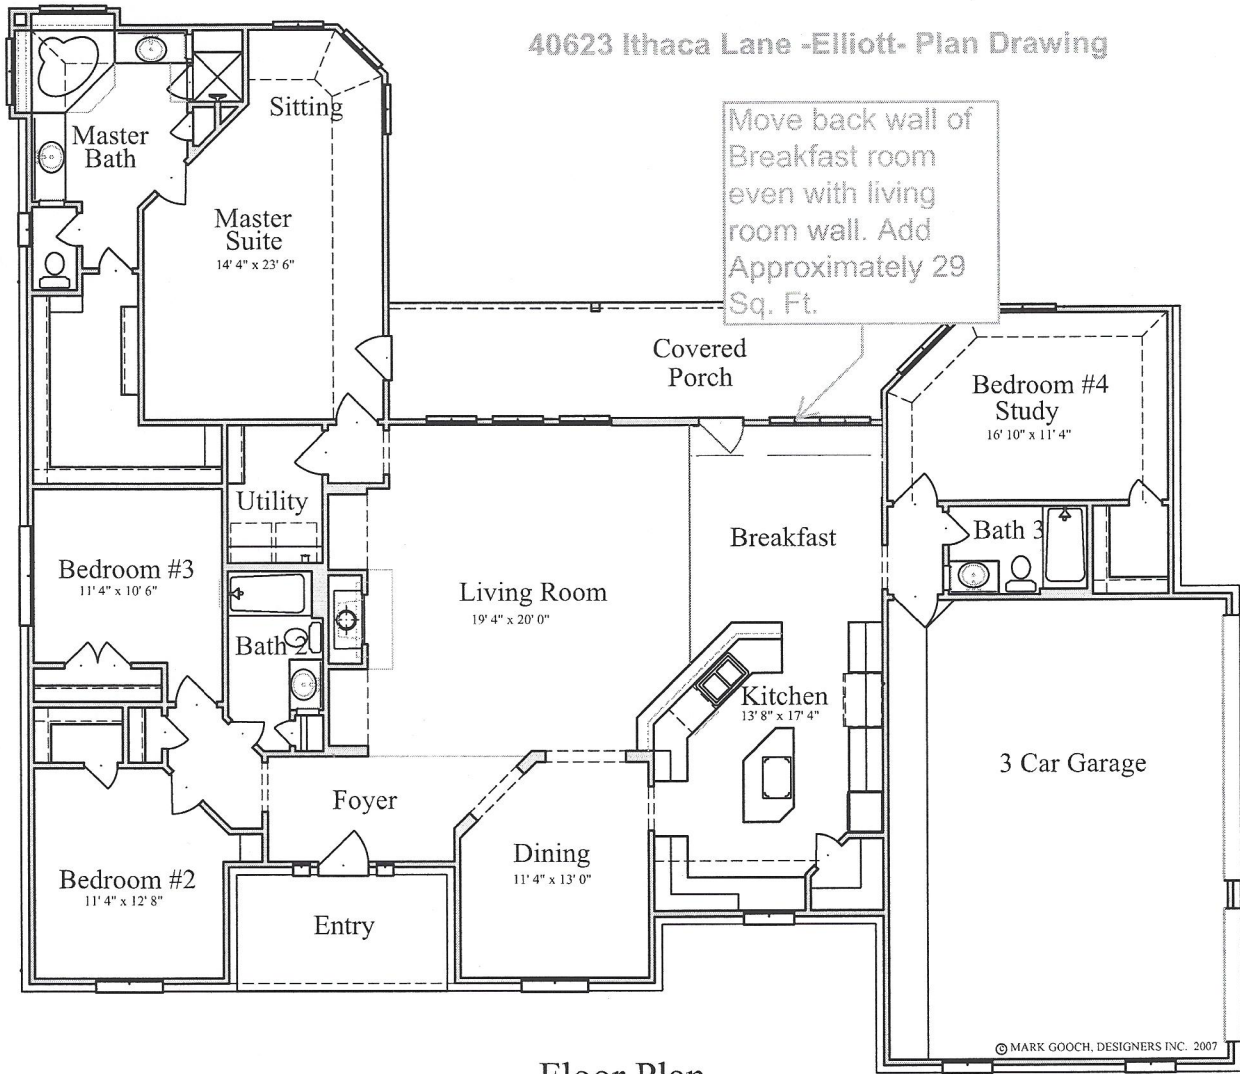 40623 Ithaca Lane -Elliott- Plan Drawing
Sitting
Master
Bath
Move back wall of
Breakfast room
even with living
room wall. Add
Approximately 29
Sq. Ft.
Master
Suite
14' 4" x 23' 6"
Covered
Porch
Bedroom #4
Study
16' 10" x 11' 4"
Utility
Bath 3
Breakfast
Bedroom #3
11' 4" x 10' 6"
Living Room
19' 4" x 20' 0"
Bath 2
Kitchen
13' 8" x 17' 4"
3 Car Garage
Foyer
Dining
11' 4" x 13' 0"
Bedroom #2
11' 4" x 12' 8"
Entry
© MARK GOOCH, DESIGNERS INC. 2007
Floor Plan